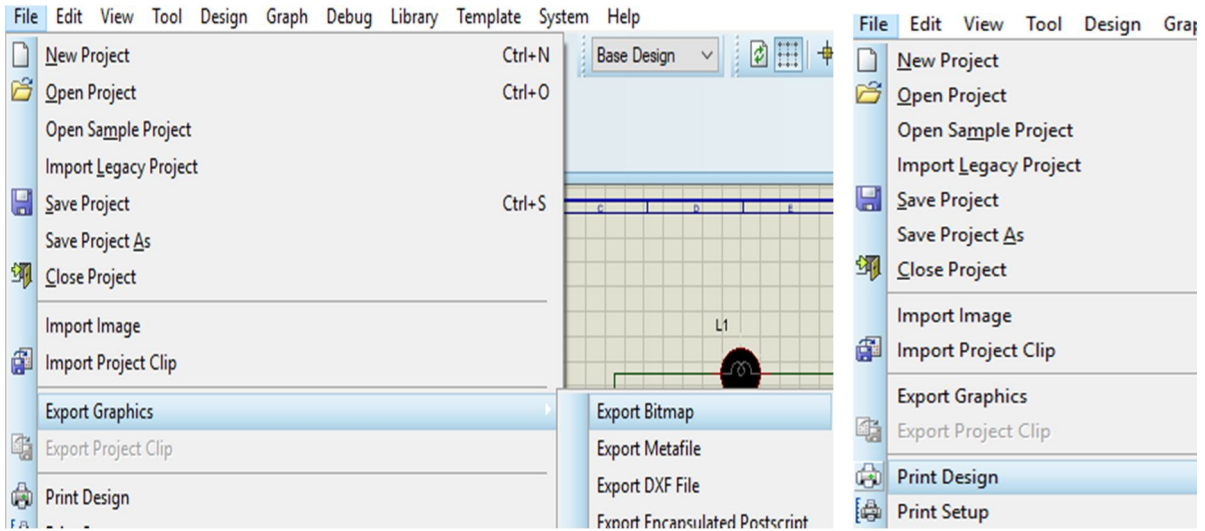 File Edit View Tool Design Graph Debug Library Template System Help
New Project Ctrl+N
Base Design
Open Project Ctrl+O
Open Sample Project
Import Legacy Project
Save Project Ctrl+S
C D E
Save Project As
Close Project
Import Image
L1
Import Project Clip
Export Graphics
Export Bitmap
Export Project Clip
Export Metafile
Export DXF File
Print Design
Export Encapsulated Postscript
File Edit View Tool Design Grap
New Project
Open Project
Open Sample Project
Import Legacy Project
Save Project
Save Project As
Close Project
Import Image
Import Project Clip
Export Graphics
Export Project Clip
Print Design
Print Setup